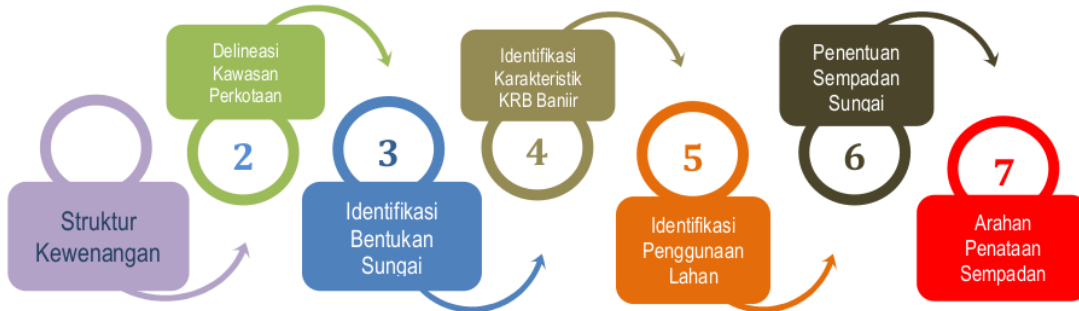 Struktur
Kewenangan
Delineasi
Kawasan
Perkotaan
2
3
Identifikasi
Bentukan
Sungai
Identifikasi
Karakteristik
KRB Baniir
4
5
Identifikasi
Penggunaan
Lahan
Penentuan
Sempadan
Sungai
6
7
Arahan
Penataan
Sempadan